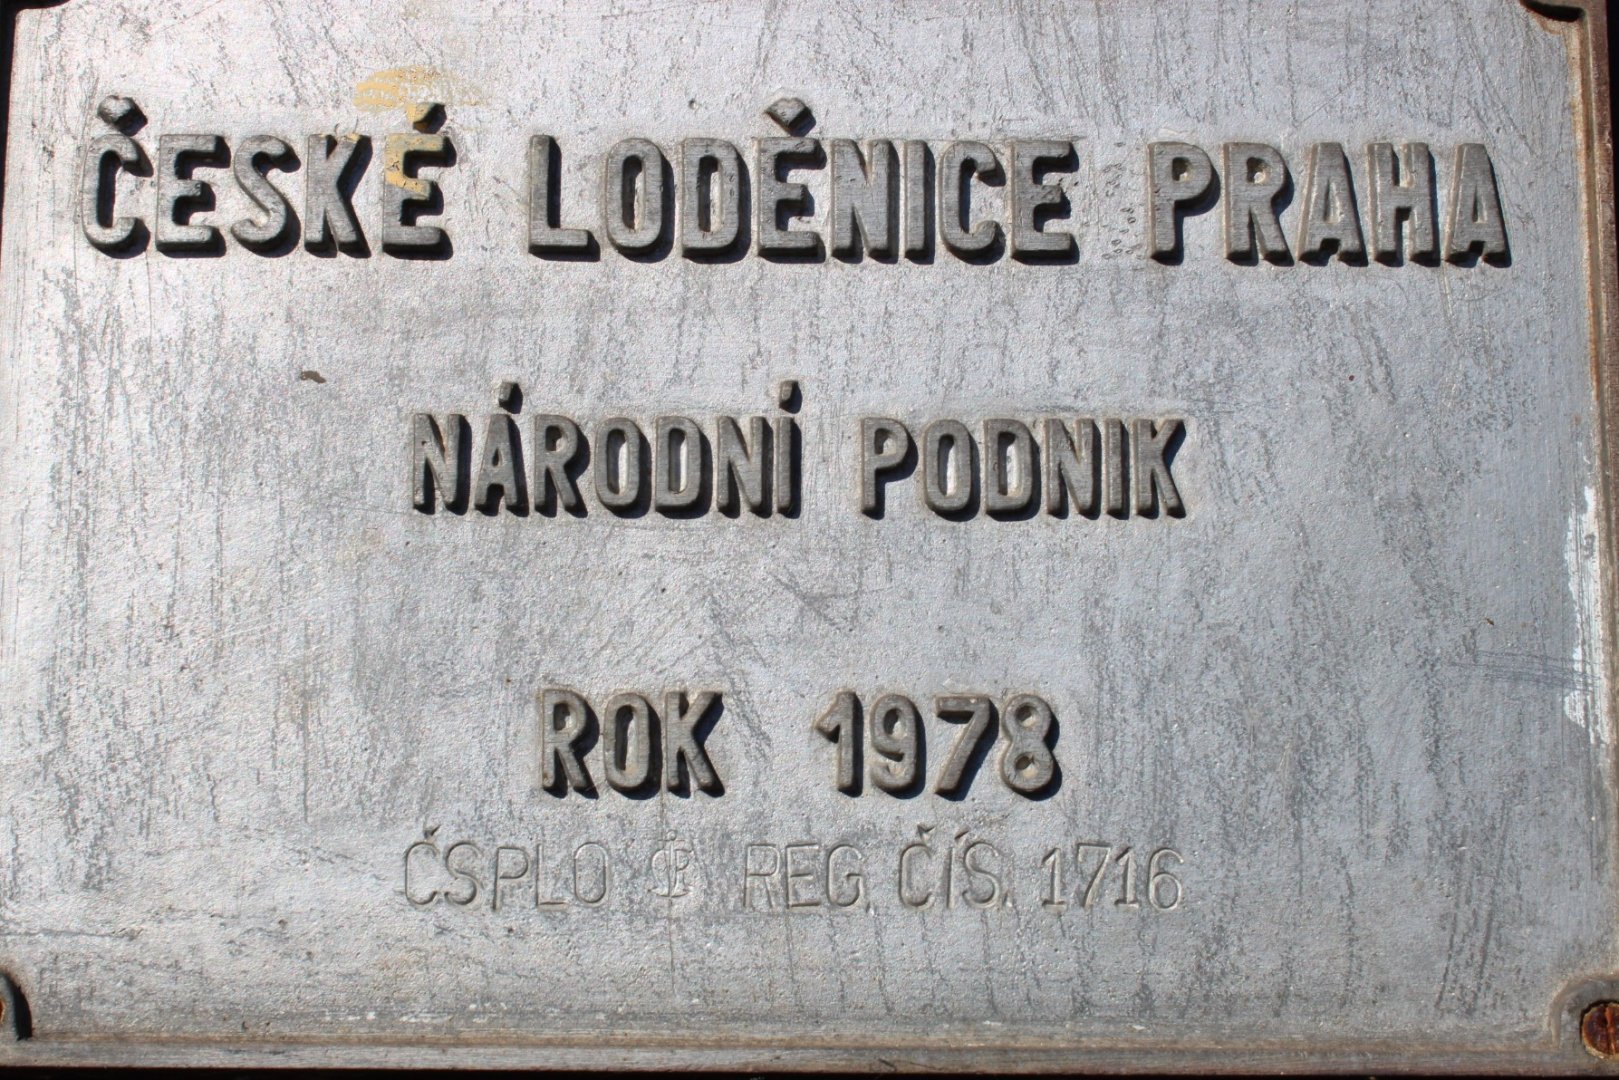 ČESKÉ LODĚNICE PRAHA
NÁRODNÍ PODNIK
ROK 1978
ČSPLO REG. ČÍS. 1716